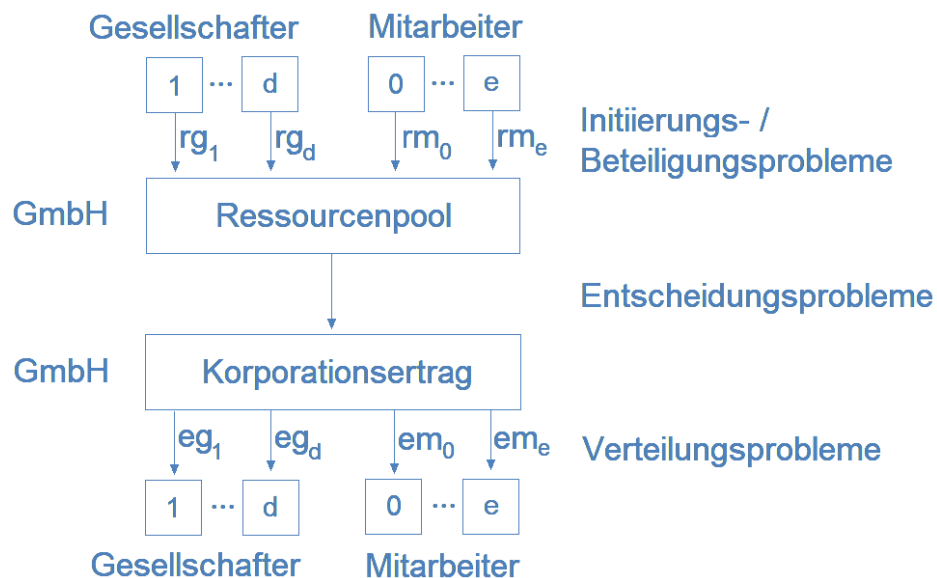 Gesellschafter Mitarbeiter
1 ... d 0 ... e
rg1 rgd rm0 rme
Initiierungs- /
Beteiligungsprobleme
GmbH Ressourcenpool
Entscheidungsprobleme
GmbH Korporationsertrag
eg1 egd em0 eme
Verteilungsprobleme
1 ... d 0 ... e
Gesellschafter Mitarbeiter